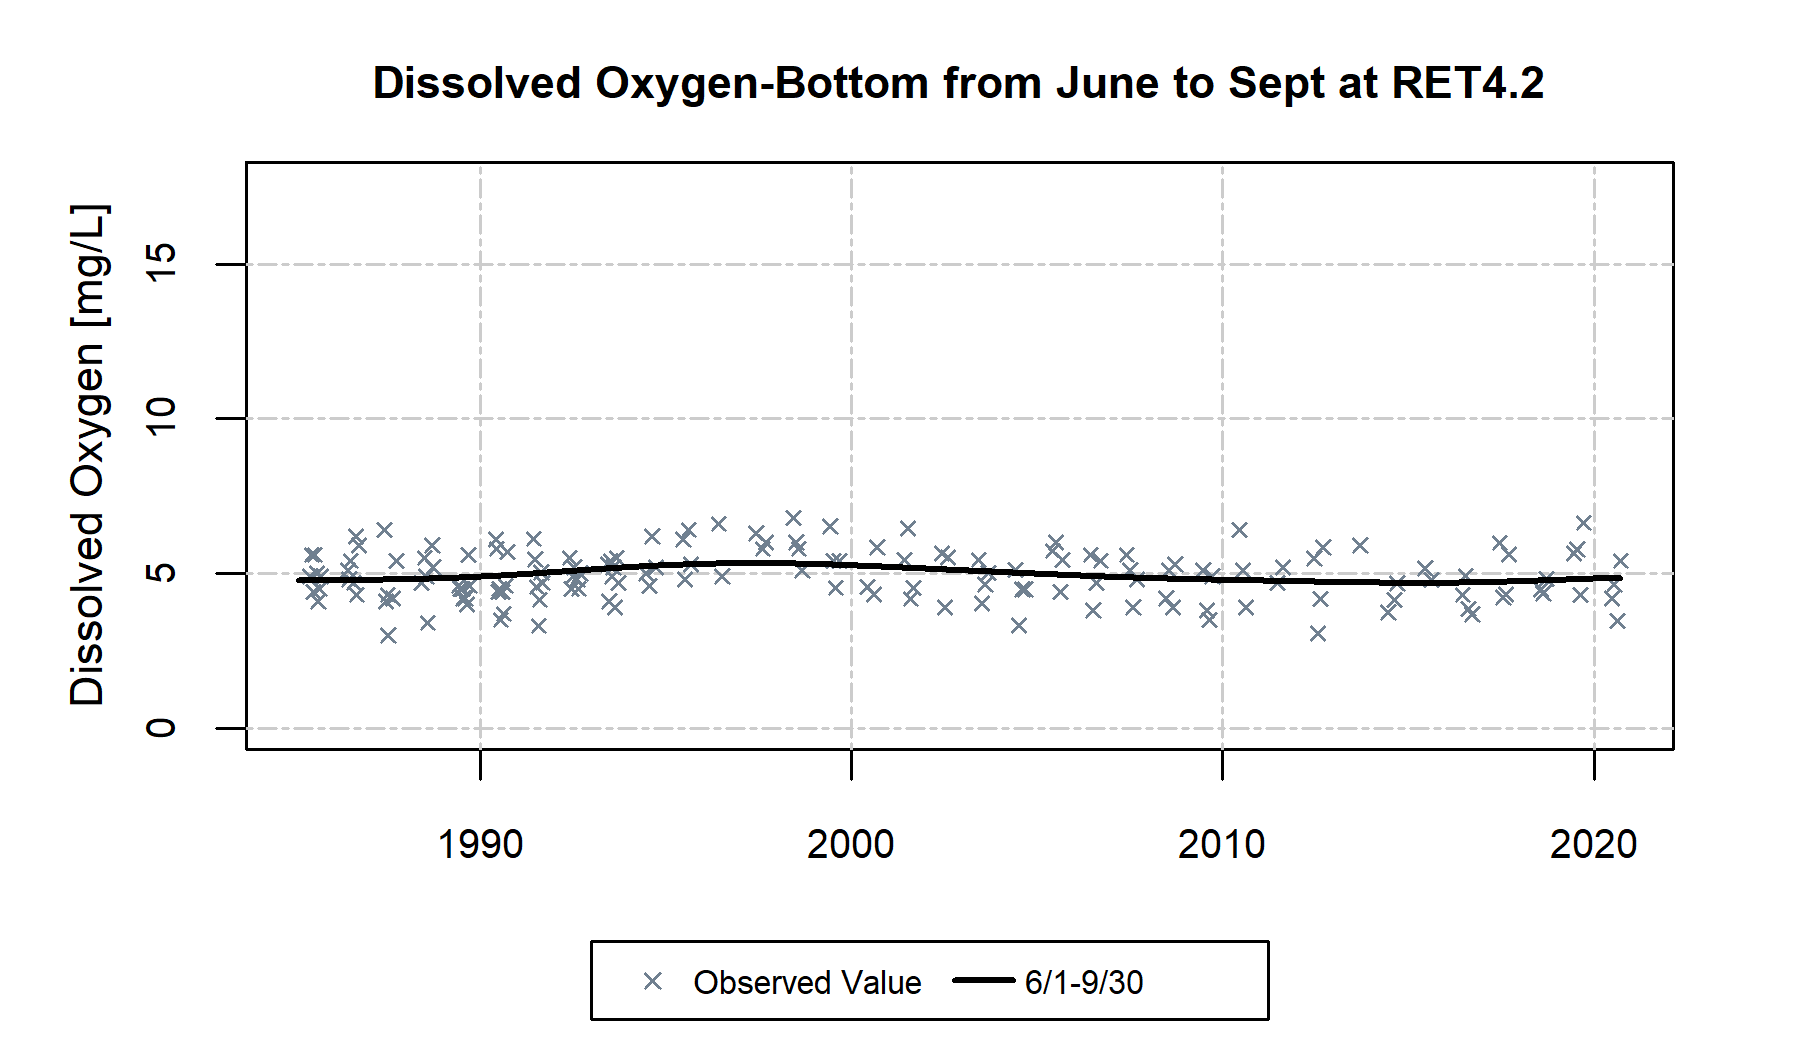 Dissolved Oxygen-Bottom from June to Sept at RET4.2
Dissolved Oxygen [mg/L]
15
10
5
0
1990 2000 2010 2020
Observed Value 6/1-9/30